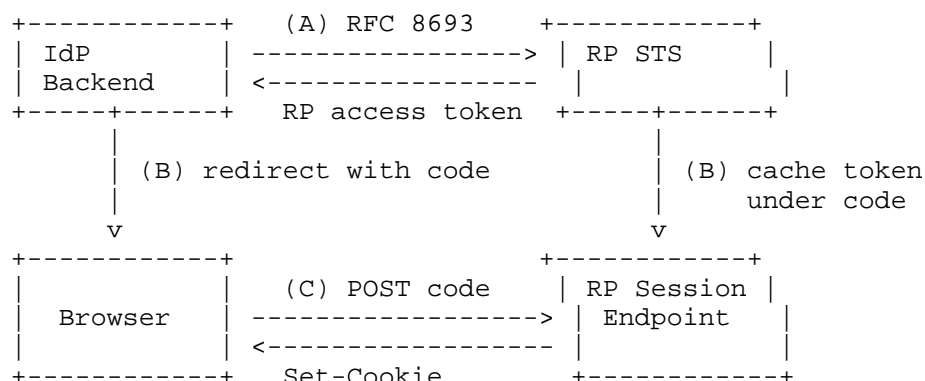 (A) RFC 8693
IdP RP STS
Backend
RP access token
(B) redirect with code (B) cache token
under code
v v
(C) POST code RP Session
Browser Endpoint
Set-Cookie